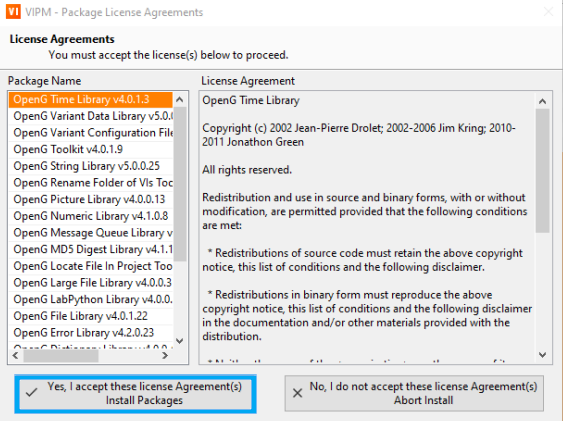 VI VIPM - Package License Agreements
License Agreements
You must accept the license(s) below to proceed.
Package Name
OpenG Time Library v4.0.1.3
OpenG Variant Data Library v5.0.
OpenG Variant Configuration File
OpenG Toolkit v4.0.1.9
OpenG String Library v5.0.0.25
OpenG Rename Folder of VIs Too
OpenG Picture Library v4.0.0.13
OpenG Numeric Library v4.1.0.8
OpenG Message Queue Library v
OpenG MD5 Digest Library v4.1.1
OpenG Locate File In Project Too
OpenG Large File Library v4.0.0.3
OpenG LabPython Library v4.0.0.
OpenG File Library v4.0.1.22
OpenG Error Library v4.2.0.23
OpenG Dictionary Library
License Agreement
OpenG Time Library
Copyright (c) 2002 Jean-Pierre Drolet; 2002-2006 Jim Kring; 2010-
2011 Jonathon Green
All rights reserved.
Redistribution and use in source and binary forms, with or without
modification, are permitted provided that the following conditions
are met:
* Redistributions of source code must retain the above copyright
notice, this list of conditions and the following disclaimer.
* Redistributions in binary form must reproduce the above
copyright notice, this list of conditions and the following disclaimer
in the documentation and/or other materials provided with the
distribution.
Yes, I accept these license Agreement(s)
Install Packages
No, I do not accept these license Agreement(s)
Abort Install